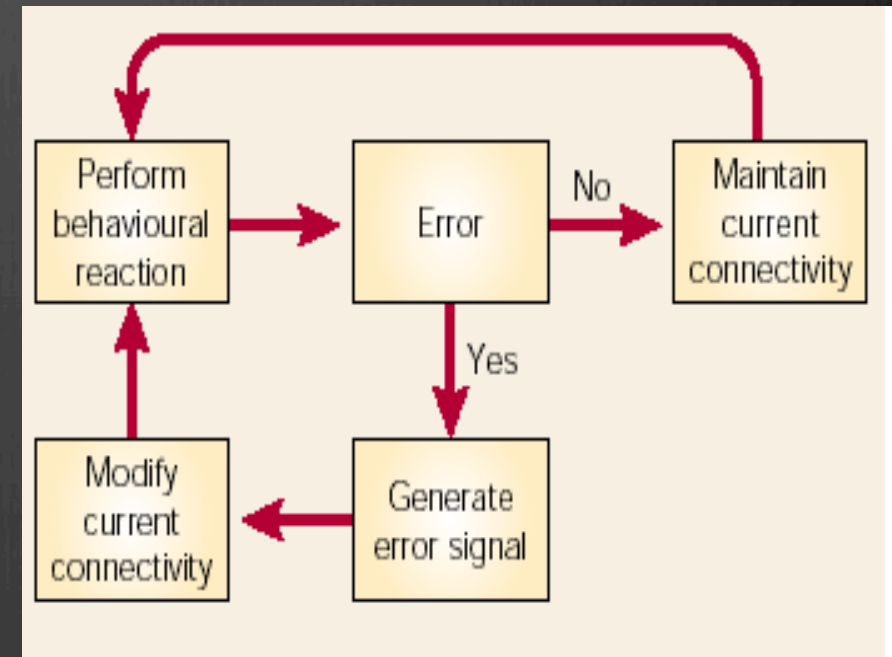 Perform
behavioural
reaction
Error
No
Maintain
current
connectivity
Yes
Modify
current
connectivity
Generate
error signal